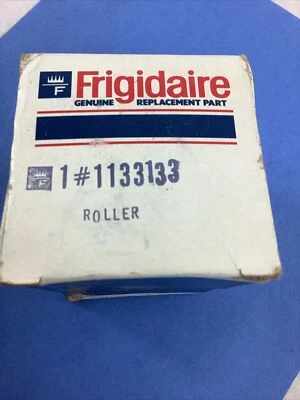 F Frigidaire
GENUINE REPLACEMENT PART
F 1#1133133
ROLLER